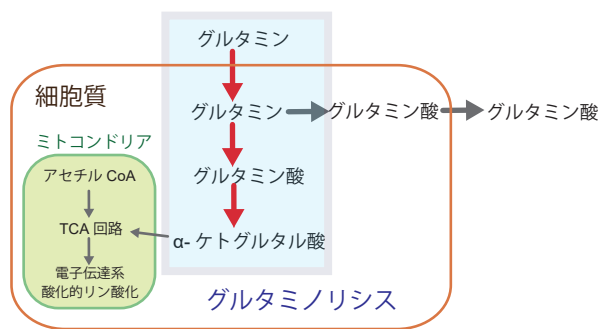 グルタミン
細胞質
グルタミン グルタミン酸 グルタミン酸
ミトコンドリア
アセチル CoA
グルタミン酸
TCA 回路
α- ケトグルタル酸
電子伝達系
酸化的リン酸化
グルタミノリシス